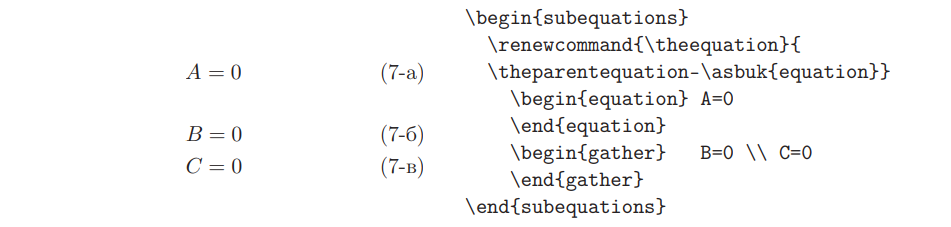 A = 0 (7-а)
B = 0 (7-б)
C = 0 (7-в)
\begin{subequations}
\renewcommand{\theequation}{
\theparentequation-\asbuk{equation}}
\begin{equation} A=0
\end{equation}
\begin{gather} B=0 \\ C=0
\end{gather}
\end{subequations}